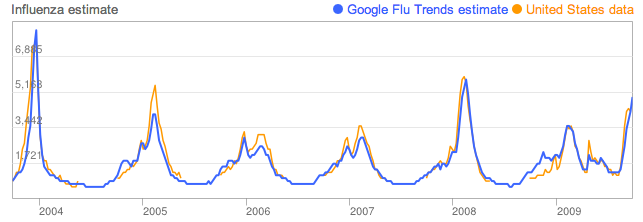 Influenza estimate Google Flu Trends estimate United States data
6,885
5,163
3,442
1,721
2004 2005 2006 2007 2008 2009